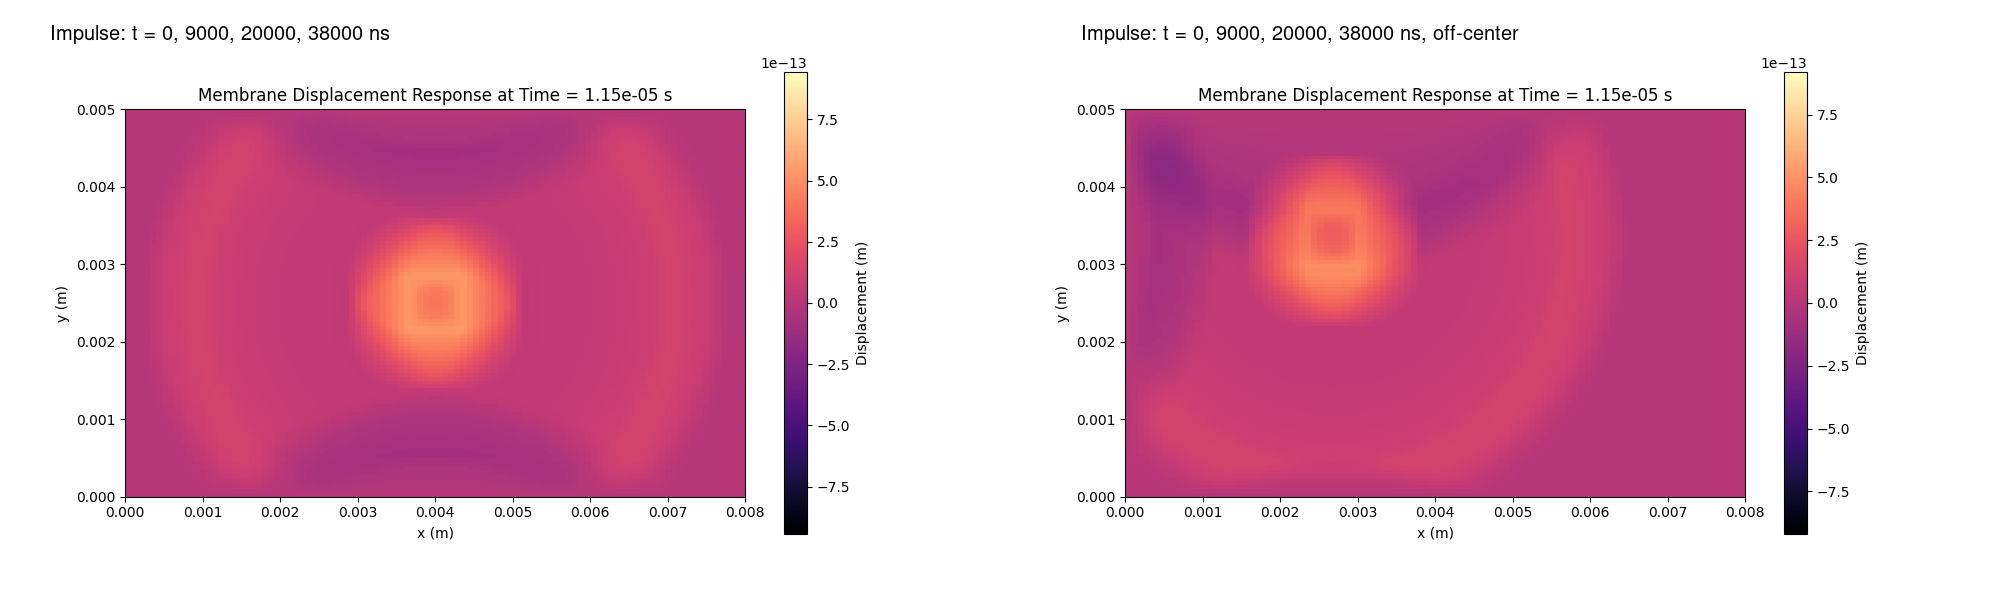 Impulse: t = 0, 9000, 20000, 38000 ns
1e−13
Membrane Displacement Response at Time = 1.15e-05 s
0.005
0.004
0.003
0.002
0.001
0.000
y (m)
0.000 0.001 0.002 0.003 0.004 0.005 0.006 0.007 0.008
x (m)
7.5
5.0
2.5
0.0
−2.5
−5.0
−7.5
Displacement (m)
Impulse: t = 0, 9000, 20000, 38000 ns, off-center
1e−13
Membrane Displacement Response at Time = 1.15e-05 s
0.005
0.004
0.003
0.002
0.001
0.000
y (m)
0.000 0.001 0.002 0.003 0.004 0.005 0.006 0.007 0.008
x (m)
7.5
5.0
2.5
0.0
−2.5
−5.0
−7.5
Displacement (m)